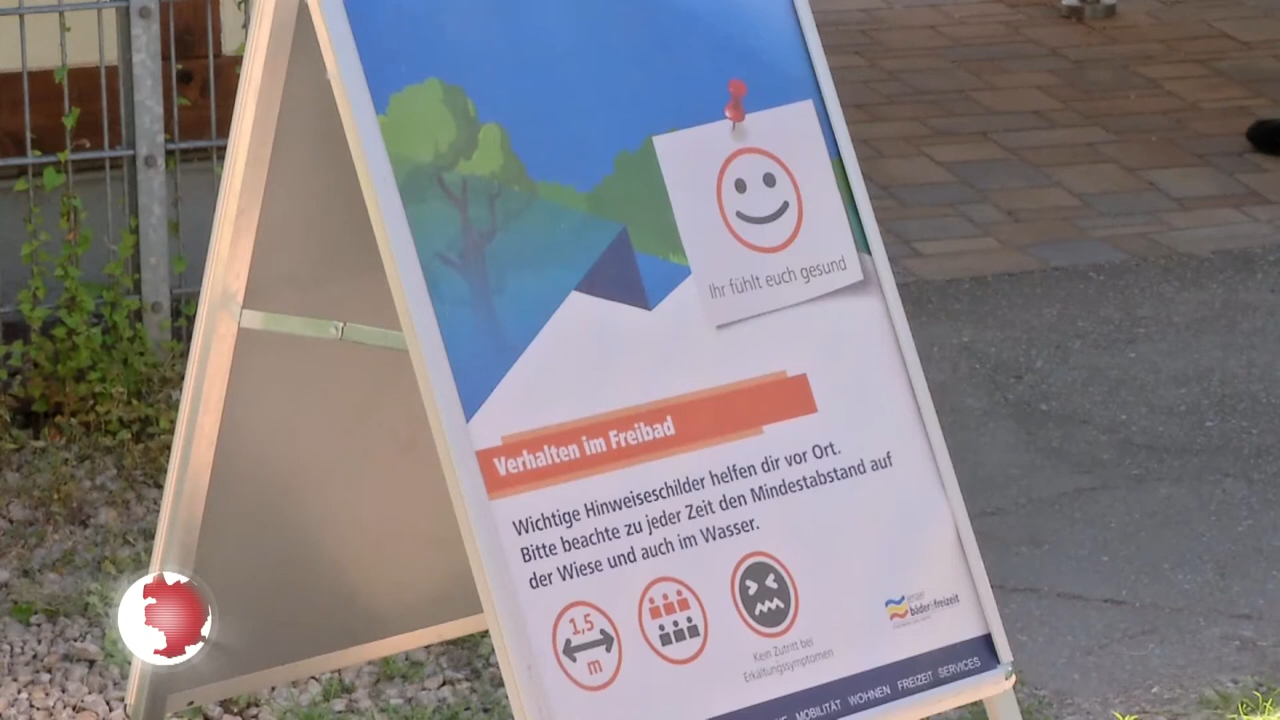 Ihr fühlt euch gesund
Verhalten im Freibad
Wichtige Hinweiseschilder helfen dir vor Ort.
Bitte beachte zu jeder Zeit den Mindestabstand auf
der Wiese und auch im Wasser.
1,5
m
Kein Zutritt bei
Erkältungssymptomen
bäder&freizeit
MOBILITÄT WOHNEN FREIZEIT SERVICES